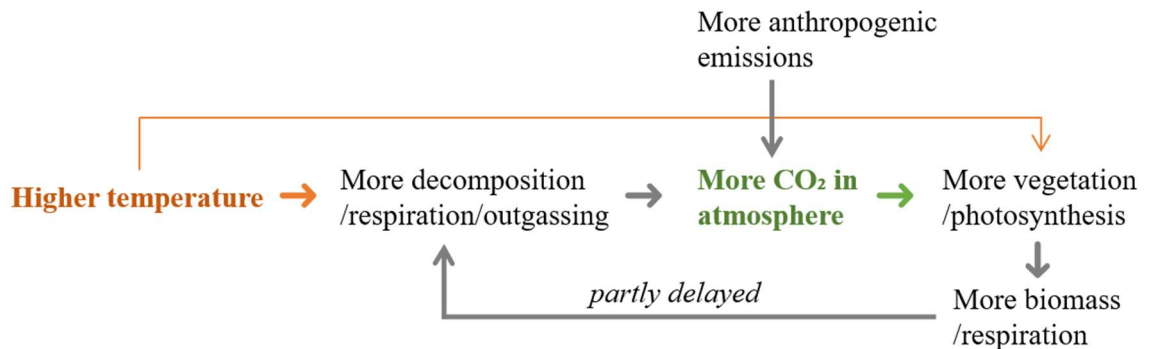 More anthropogenic
emissions
Higher temperature
More decomposition
/respiration/outgassing
More CO₂ in
atmosphere
More vegetation
/photosynthesis
partly delayed
More biomass
/respiration